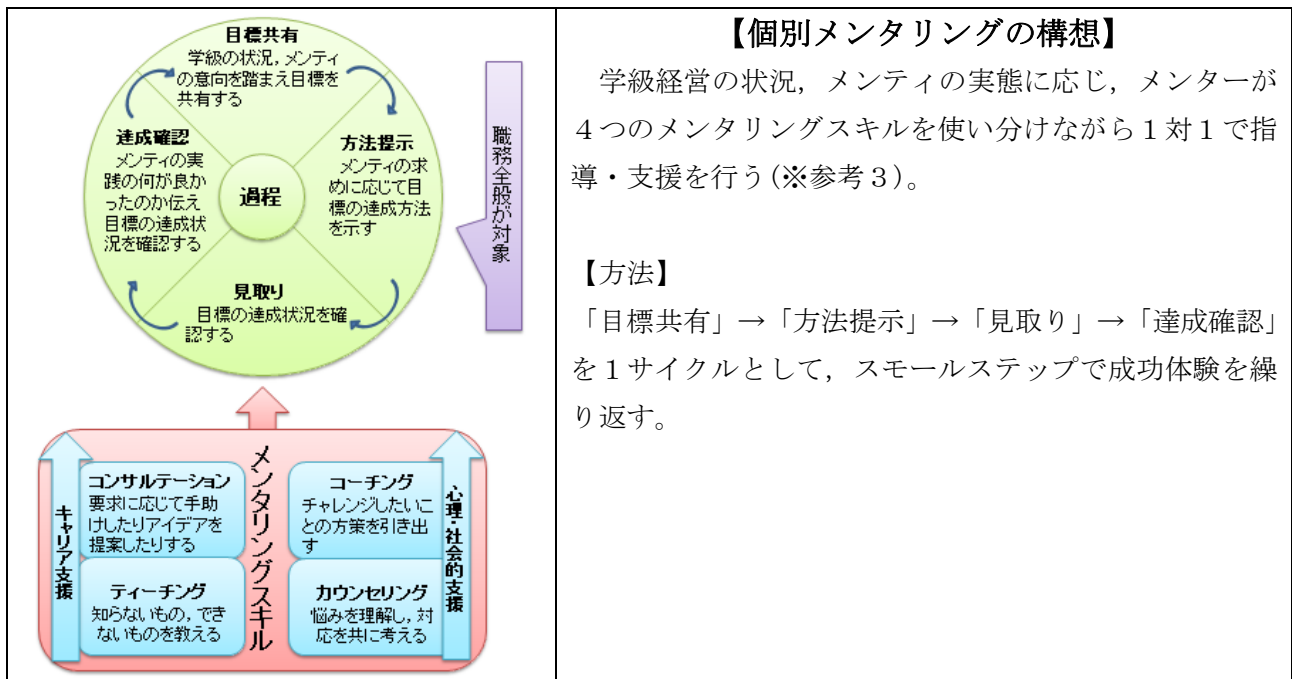 目標共有
学級の状況，メンティ
の意向を踏まえ目標を
共有する
方法提示
メンティの求
めに応じて目
標の達成方法
を示す
見取り
目標の達成状況を確
認する
達成確認
メンティの実
践の何が良か
ったのか伝え
目標の達成状
況を確認する
過程
職務全般が対象
メンタリングスキル
キャリア支援
コンサルテーション
要求に応じて手助
けしたりアイデアを
提案したりする
ティーチング
知らないもの，でき
ないものを教える
コーチング
チャレンジしたいこ
との方策を引き出
す
カウンセリング
悩みを理解し，対
応を共に考える
心理・社会的支援
【個別メンタリングの構想】
学級経営の状況，メンティの実態に応じ，メンターが
４つのメンタリングスキルを使い分けながら１対１で指
導・支援を行う(※参考３)。
【方法】
「目標共有」→「方法提示」→「見取り」→「達成確認」
を１サイクルとして，スモールステップで成功体験を繰
り返す。